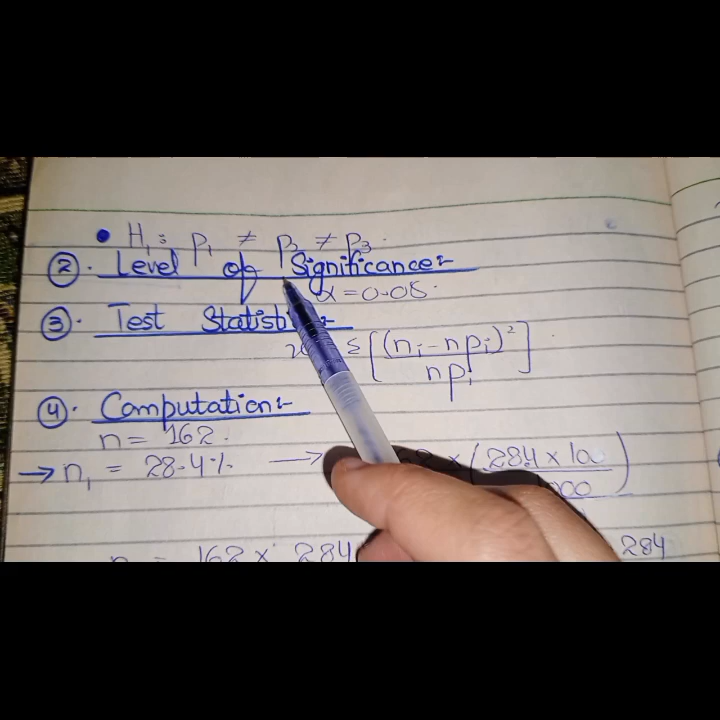 • H₁: p₁ ≠ p₂ ≠ p₃.
②. Level of Significance:-
α = 0.05.
③. Test Statistic:-
Σ[(nᵢ - npᵢ)² / npᵢ]
④. Computation:-
n = 162.
→ n₁ = 28.4% → × (284 × 100 / 000)
162 × 284 284